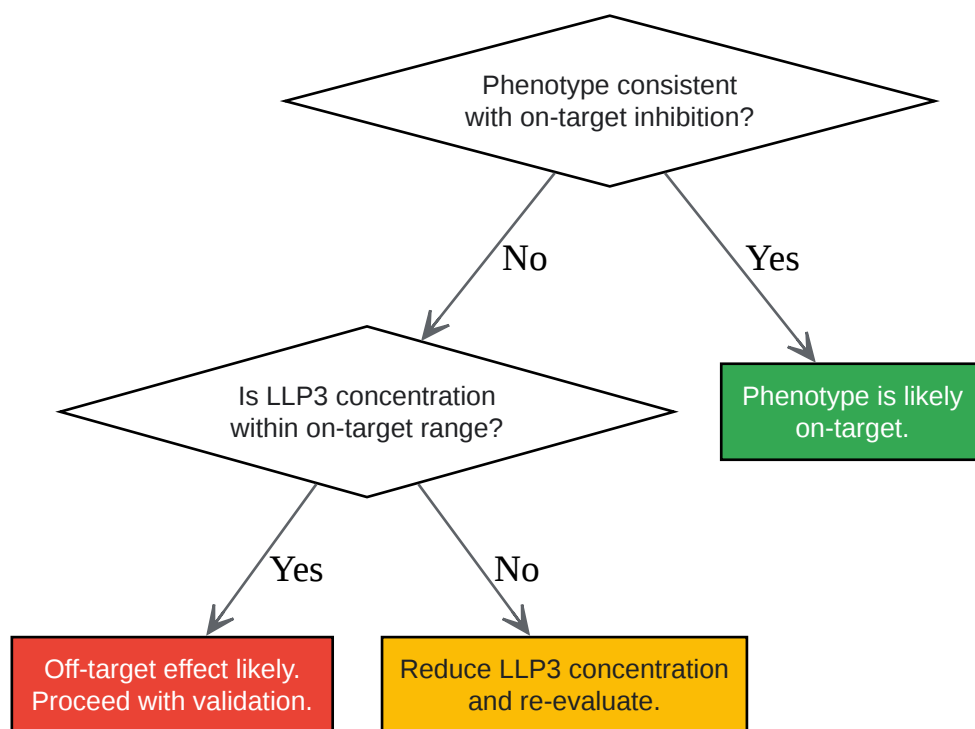 Phenotype consistent
with on-target inhibition?
No
Yes
Is LLP3 concentration
within on-target range?
Phenotype is likely
on-target.
Yes
No
Off-target effect likely.
Proceed with validation.
Reduce LLP3 concentration
and re-evaluate.